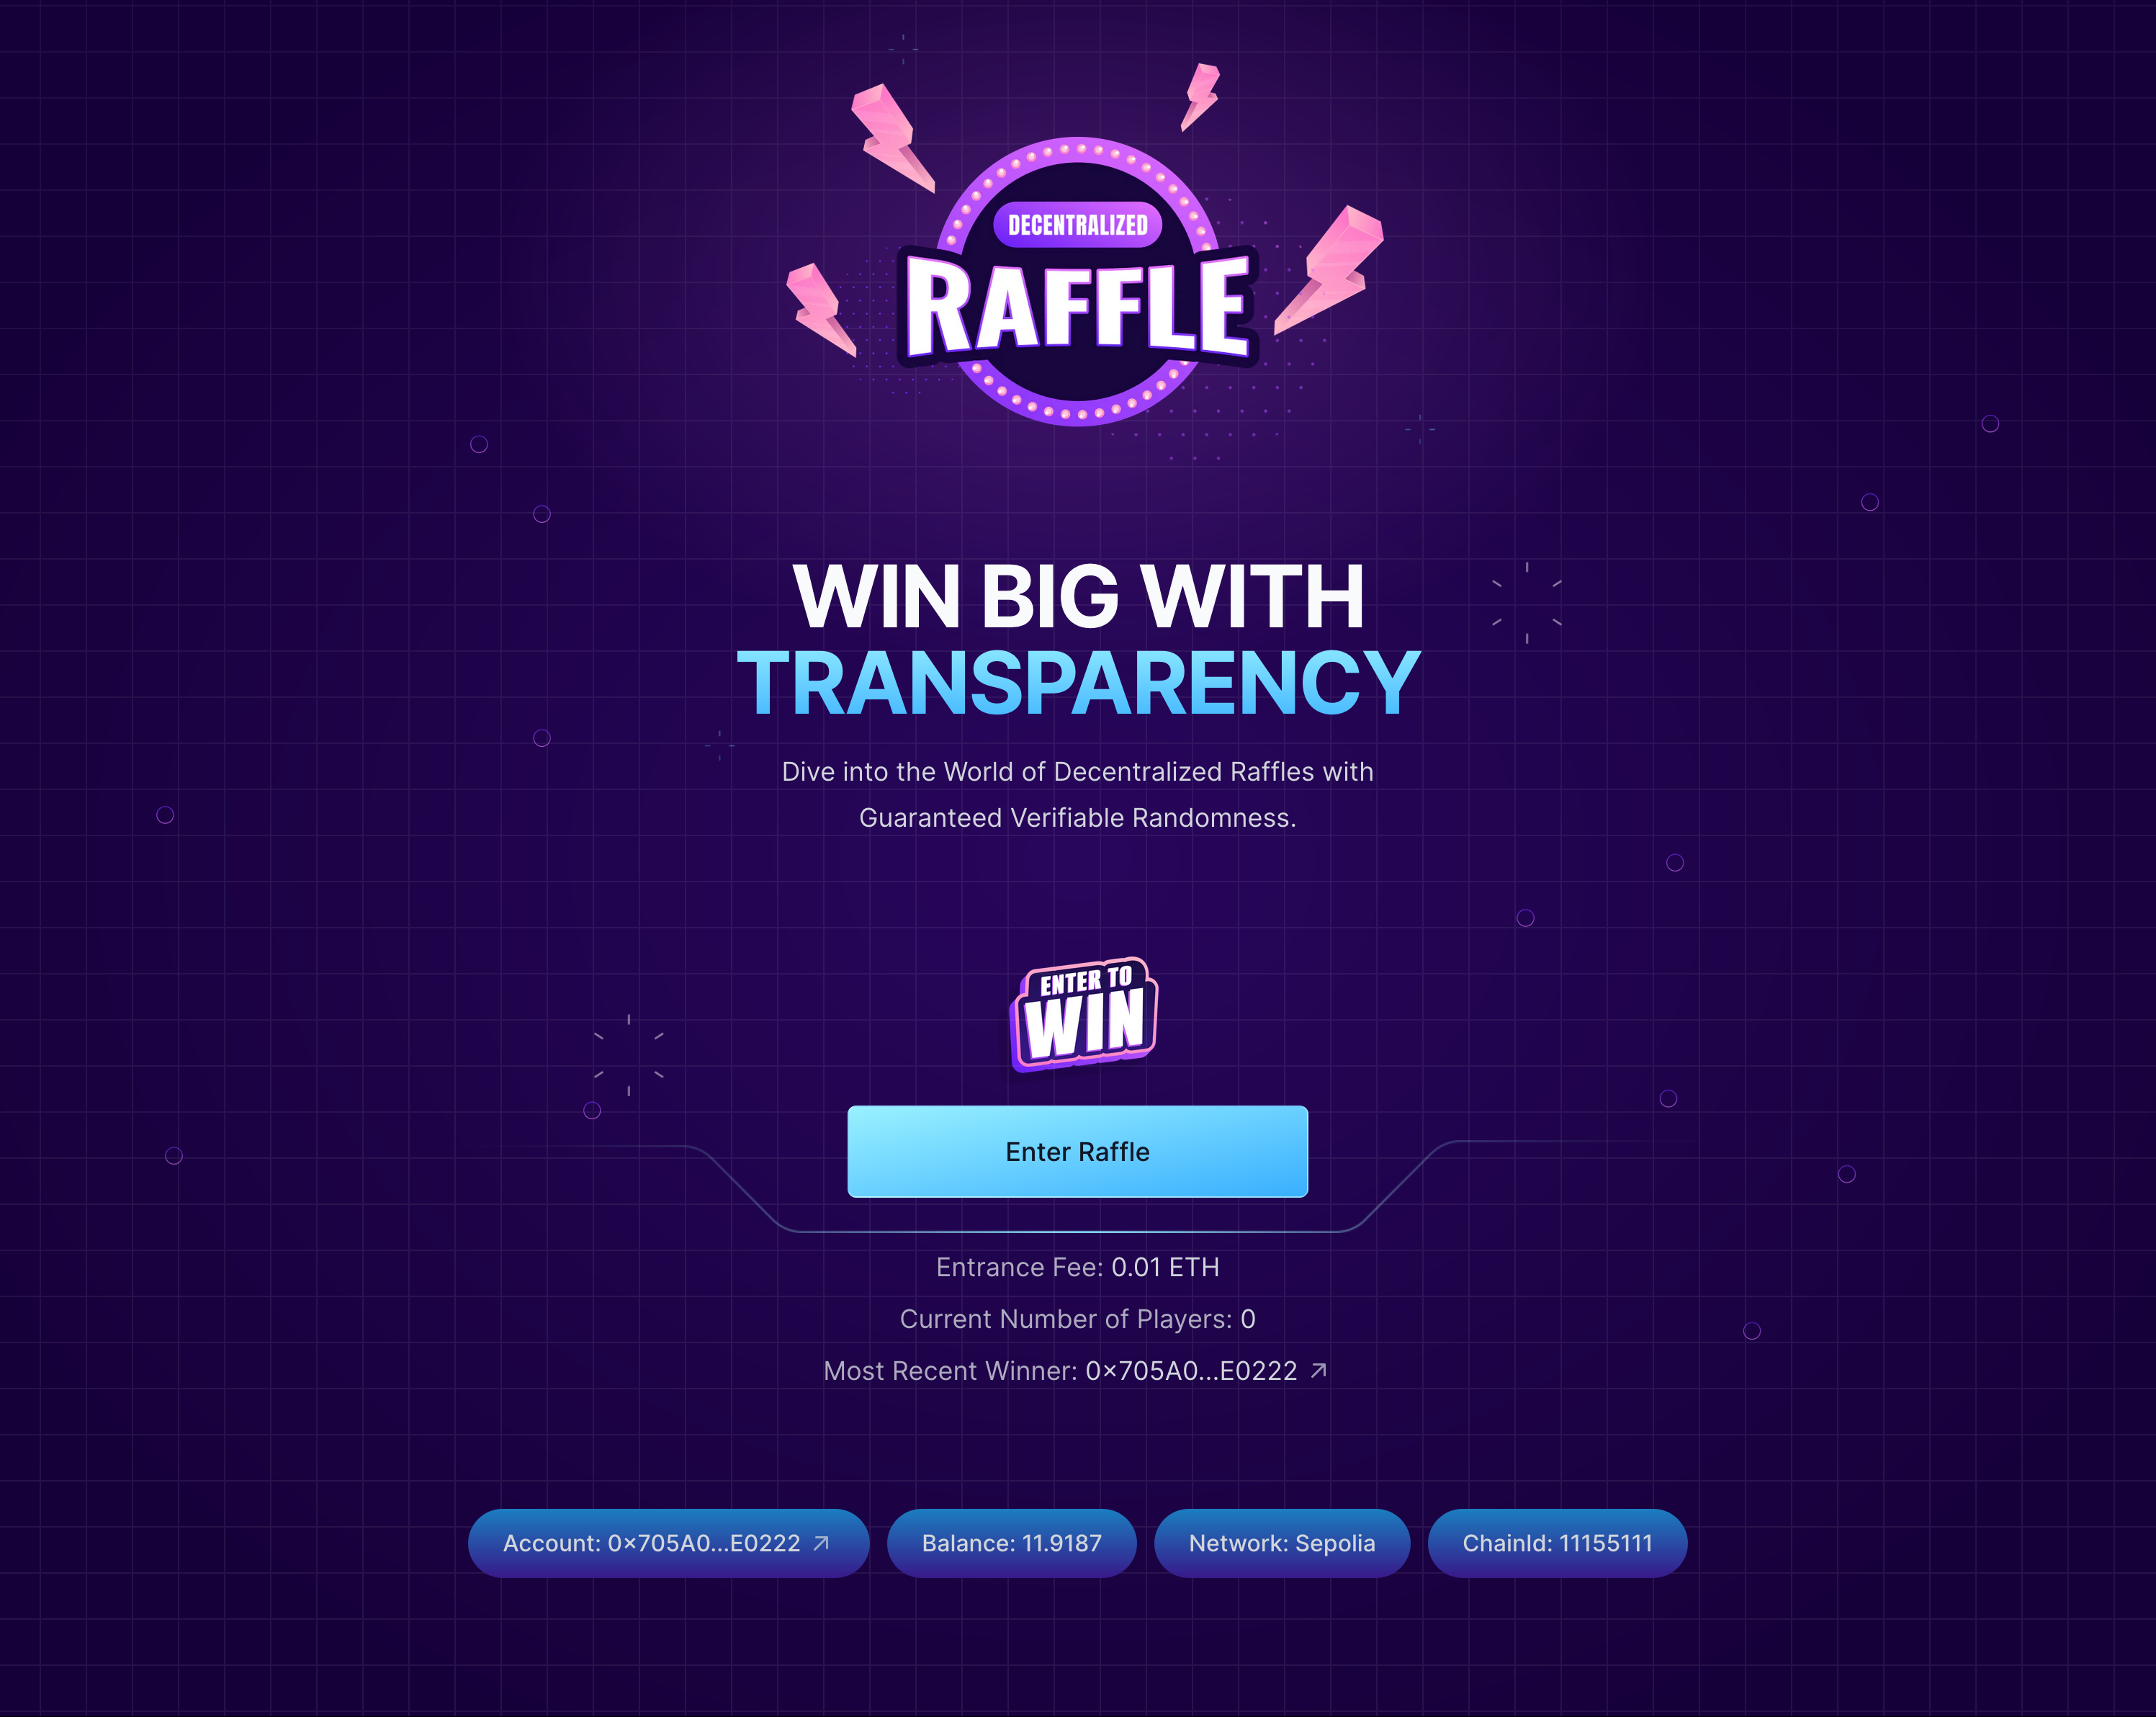 DECENTRALIZED
RAFFLE
WIN BIG WITH
TRANSPARENCY
Dive into the World of Decentralized Raffles with
Guaranteed Verifiable Randomness.
ENTER TO
WIN
Enter Raffle
Entrance Fee: 0.01 ETH
Current Number of Players: 0
Most Recent Winner: 0x705A0...E0222
Account: 0x705A0...E0222
Balance: 11.9187
Network: Sepolia
ChainId: 11155111